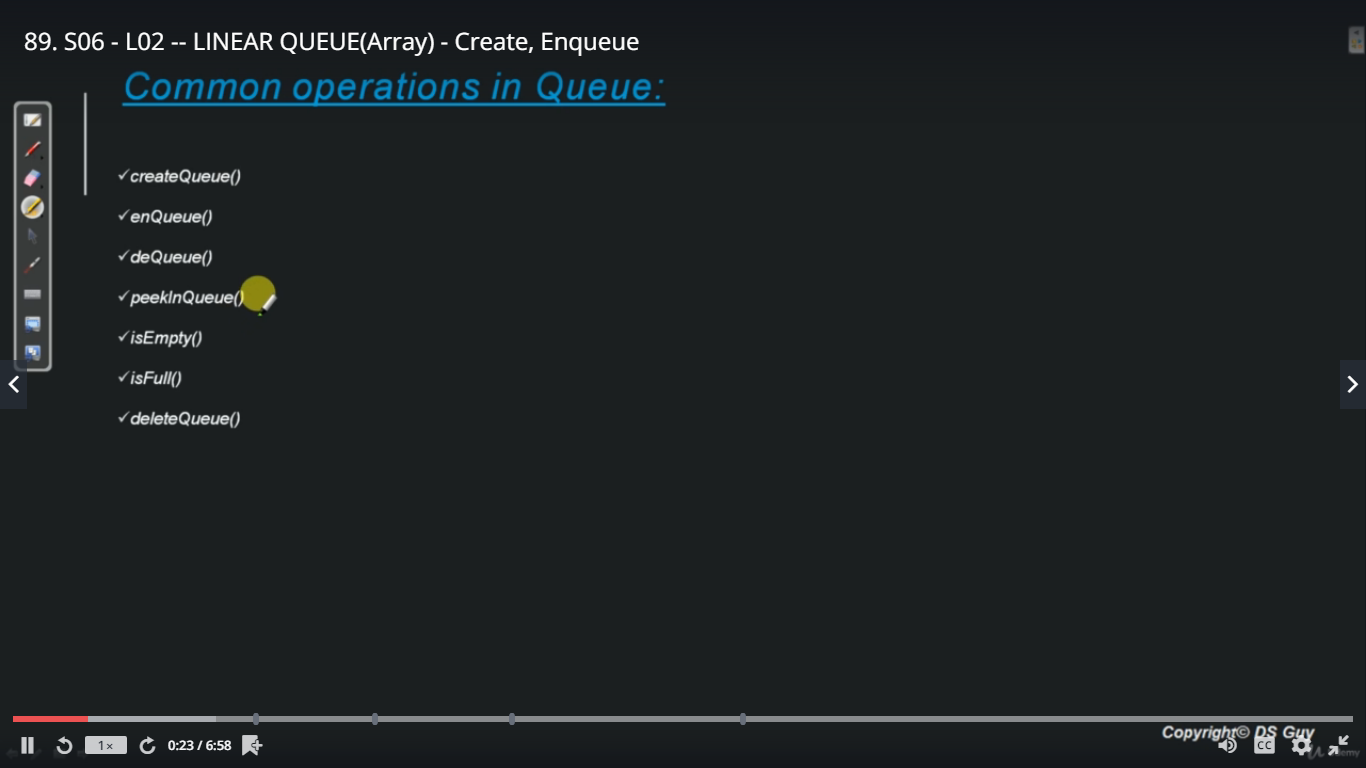 89. S06 - L02 -- LINEAR QUEUE(Array) - Create, Enqueue
Common operations in Queue:
✓createQueue()
✓enQueue()
✓deQueue()
✓peekInQueue()
✓isEmpty()
✓isFull()
✓deleteQueue()
Copyright© DS Guy
1x
0:23 / 6:58
CC